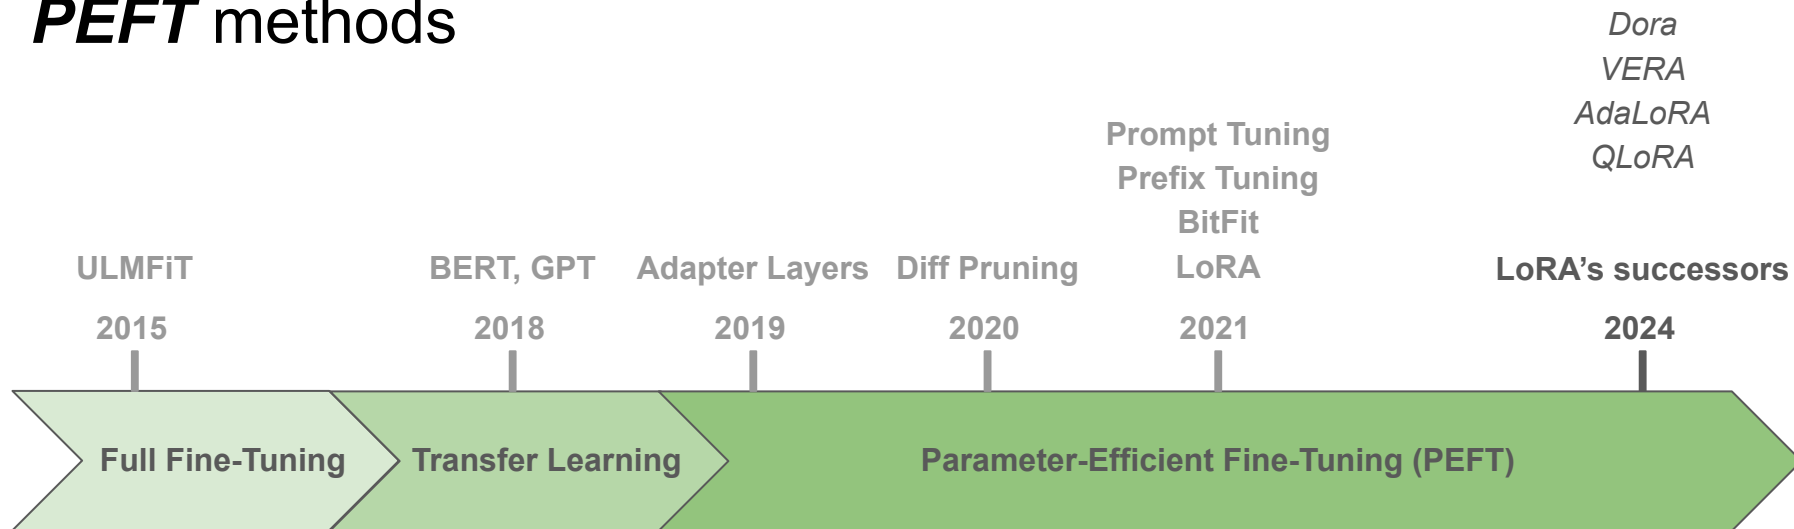 PEFT methods
Dora
VERA
AdaLoRA
QLoRA
Prompt Tuning
Prefix Tuning
BitFit
LoRA
ULMFiT
BERT, GPT
Adapter Layers
Diff Pruning
LoRA’s successors
2015
2018
2019
2020
2021
2024
Full Fine-Tuning
Transfer Learning
Parameter-Efficient Fine-Tuning (PEFT)